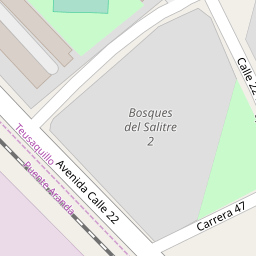 Calle 22
Bosques
del Salitre
2
Teusaquillo
Puente Aranda
Avenida Calle 22
Carrera 47